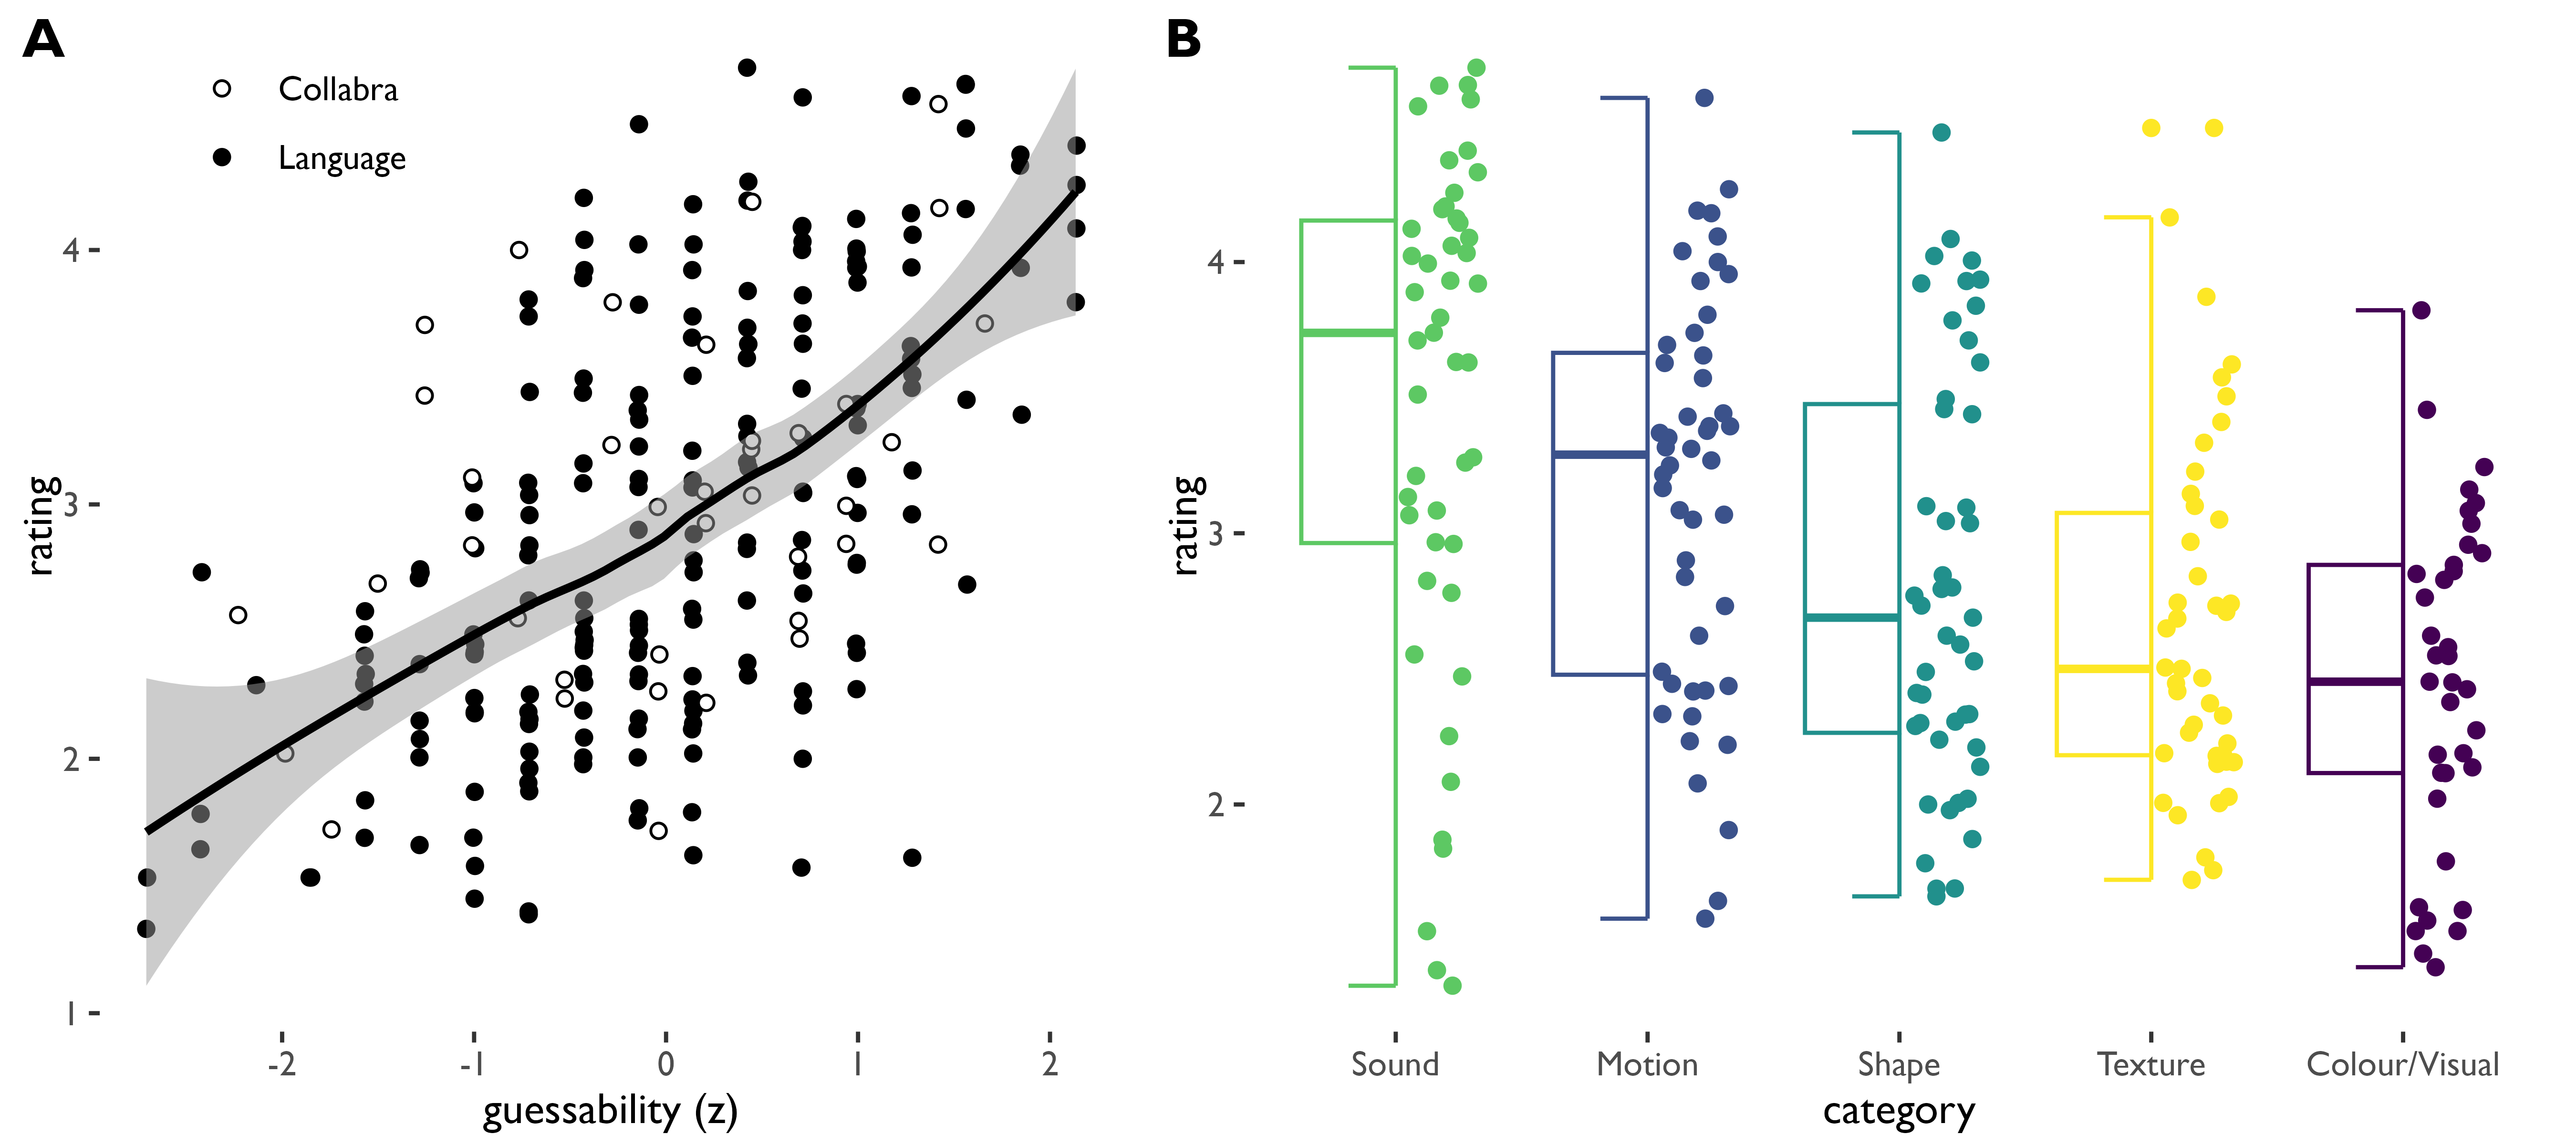 A
Collabra
Language
rating
4
3
2
1
-2 -1 0 1 2
guessability (z)
B
rating
4
3
2
Sound Motion Shape Texture Colour/Visual
category